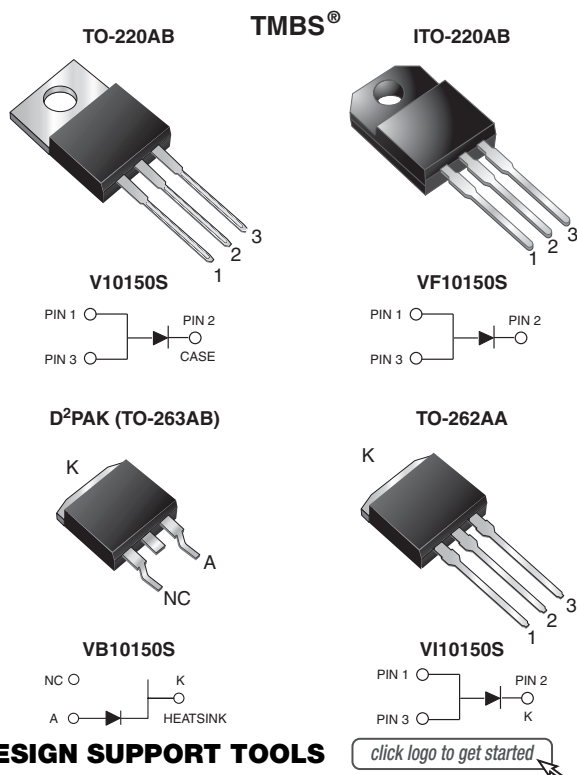 TMBS®
TO-220AB
ITO-220AB
3
2
1
3
2
1
V10150S
VF10150S
PIN 1
PIN 2
PIN 3
CASE
PIN 1
PIN 2
PIN 3
D²PAK (TO-263AB)
TO-262AA
K
A
NC
K
3
2
1
VB10150S
VI10150S
NC
K
A
HEATSINK
PIN 1
PIN 2
PIN 3
K
ESIGN SUPPORT TOOLS
click logo to get started